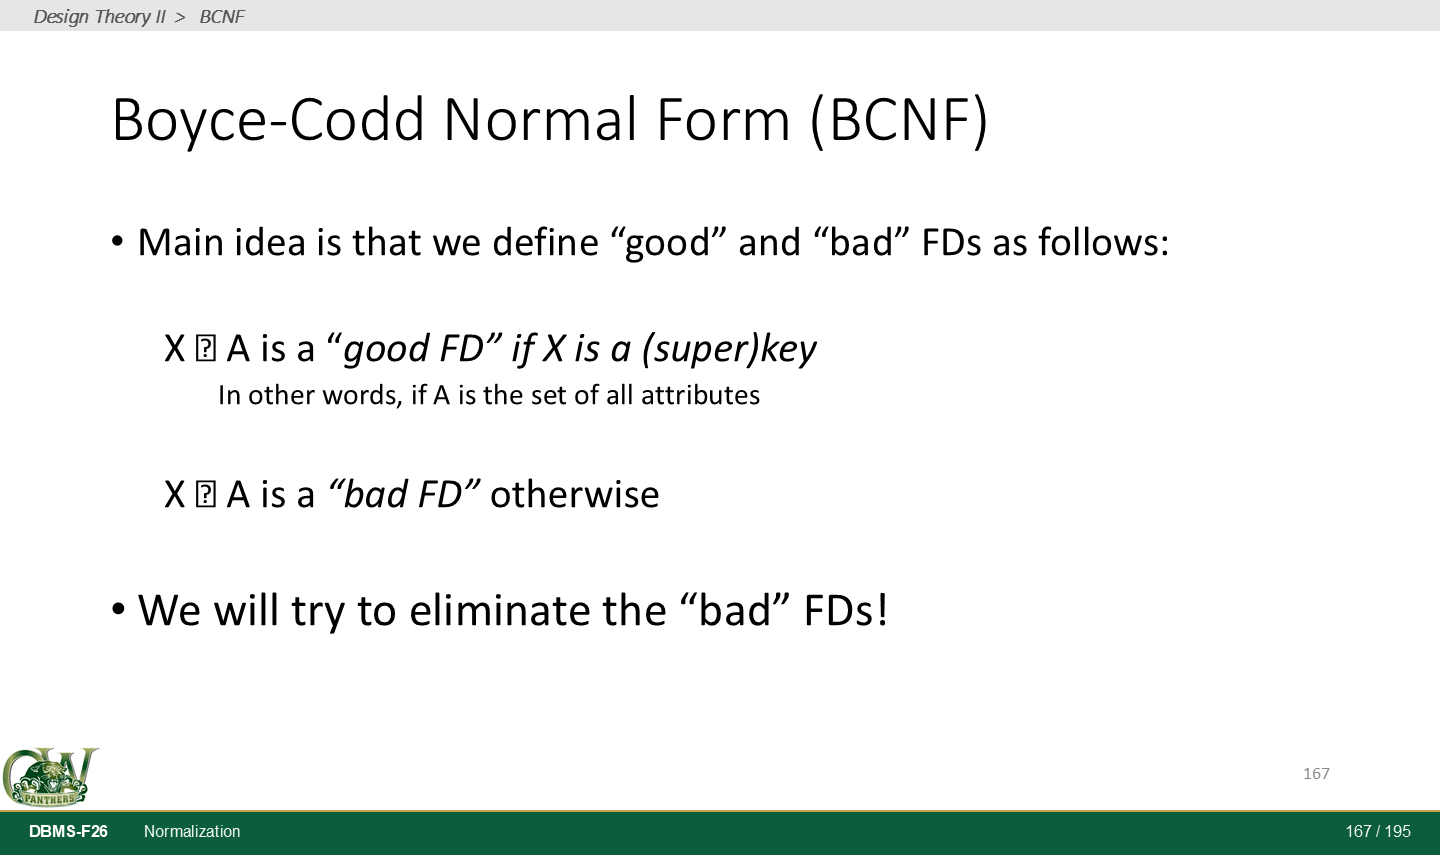 Design Theory II > BCNF
Boyce-Codd Normal Form (BCNF)
• Main idea is that we define “good” and “bad” FDs as follows:
X ⍰ A is a “good FD” if X is a (super)key
In other words, if A is the set of all attributes
X ⍰ A is a “bad FD” otherwise
• We will try to eliminate the “bad” FDs!
OW
PANTHERS
167
DBMS-F26 Normalization 167 / 195